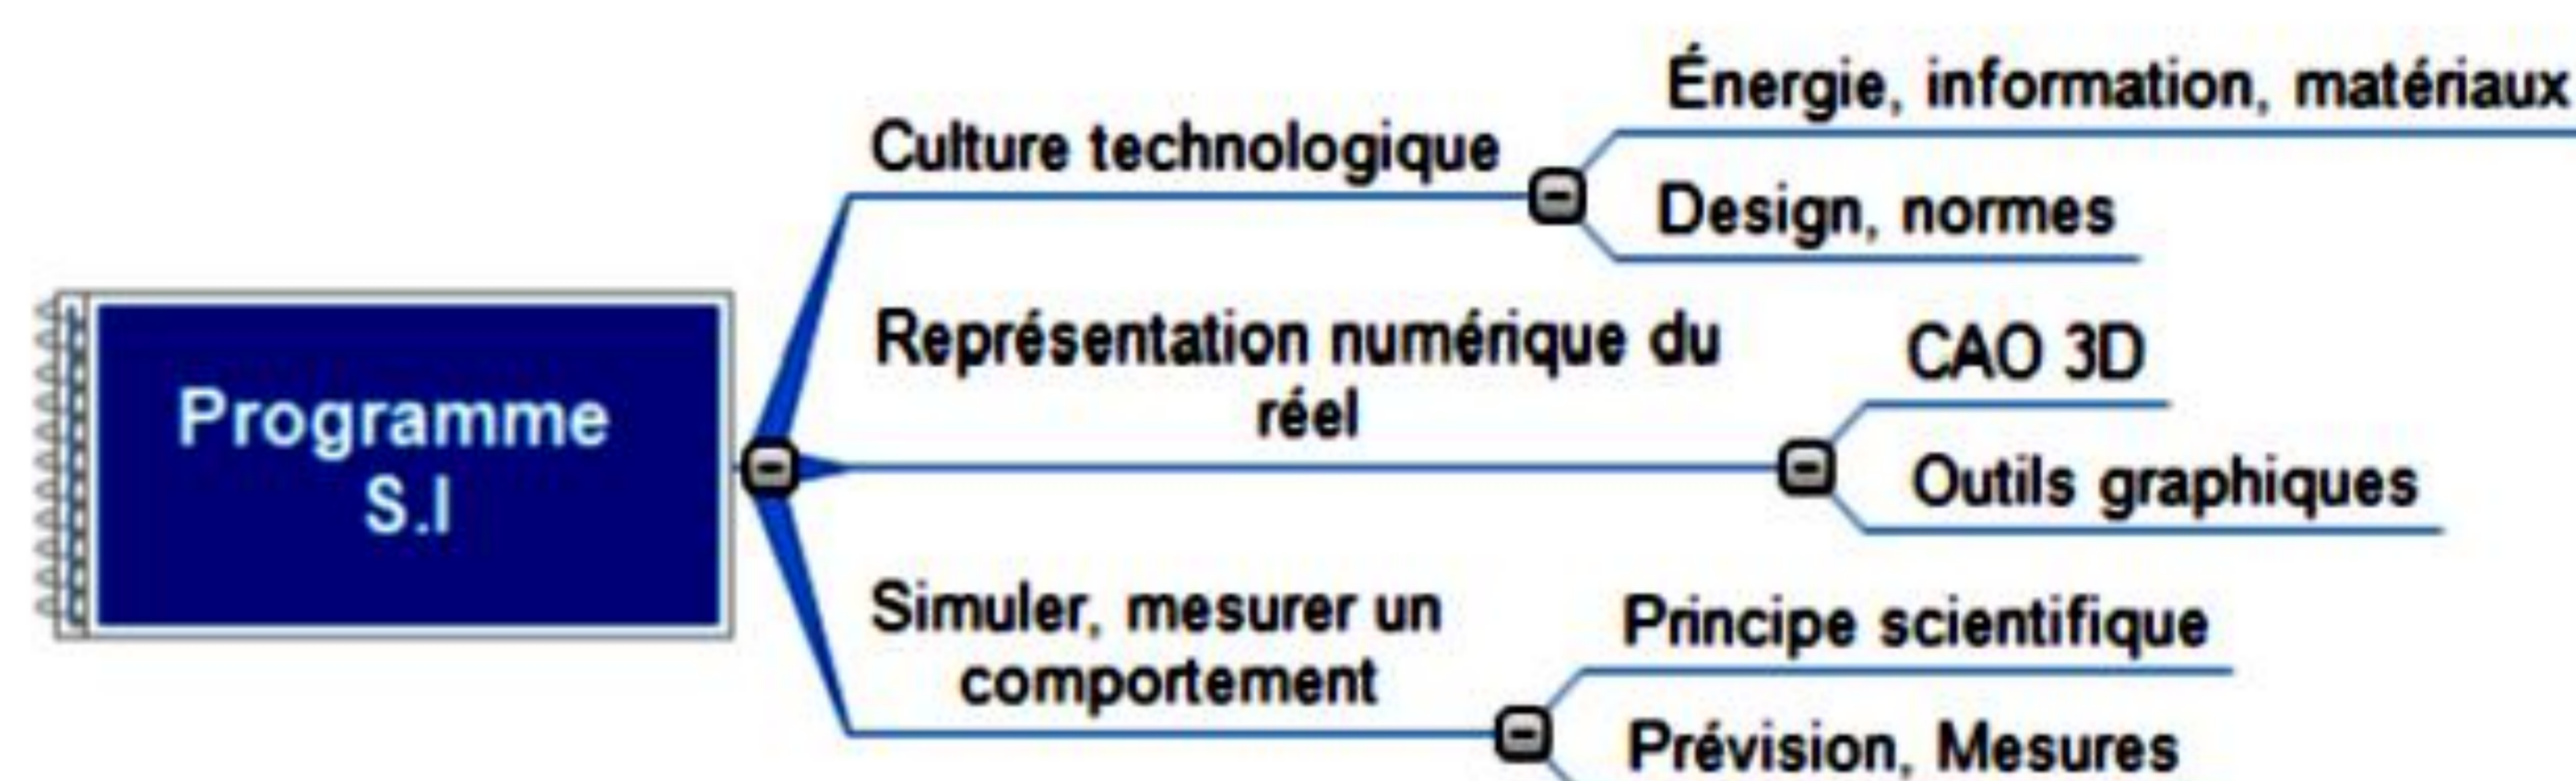 Programme
S.I
Culture technologique
Énergie, information, matériaux
Design, normes
Représentation numérique du
réel
CAO 3D
Outils graphiques
Simuler, mesurer un
comportement
Principe scientifique
Prévision, Mesures